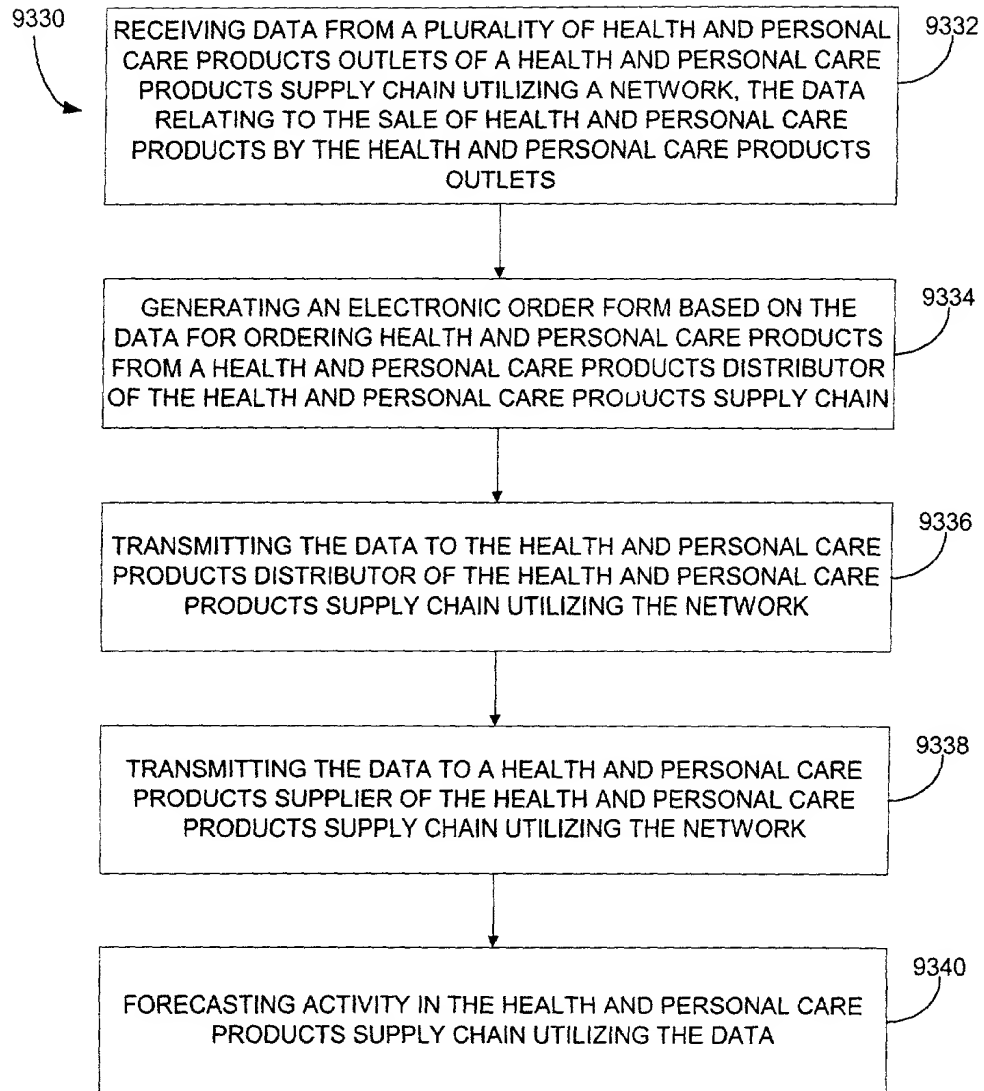 9330
RECEIVING DATA FROM A PLURALITY OF HEALTH AND PERSONAL
CARE PRODUCTS OUTLETS OF A HEALTH AND PERSONAL CARE
PRODUCTS SUPPLY CHAIN UTILIZING A NETWORK, THE DATA
RELATING TO THE SALE OF HEALTH AND PERSONAL CARE
PRODUCTS BY THE HEALTH AND PERSONAL CARE PRODUCTS
OUTLETS
9332
GENERATING AN ELECTRONIC ORDER FORM BASED ON THE
DATA FOR ORDERING HEALTH AND PERSONAL CARE PRODUCTS
FROM A HEALTH AND PERSONAL CARE PRODUCTS DISTRIBUTOR
OF THE HEALTH AND PERSONAL CARE PRODUCTS SUPPLY CHAIN
9334
TRANSMITTING THE DATA TO THE HEALTH AND PERSONAL CARE
PRODUCTS DISTRIBUTOR OF THE HEALTH AND PERSONAL CARE
PRODUCTS SUPPLY CHAIN UTILIZING THE NETWORK
9336
TRANSMITTING THE DATA TO A HEALTH AND PERSONAL CARE
PRODUCTS SUPPLIER OF THE HEALTH AND PERSONAL CARE
PRODUCTS SUPPLY CHAIN UTILIZING THE NETWORK
9338
FORECASTING ACTIVITY IN THE HEALTH AND PERSONAL CARE
PRODUCTS SUPPLY CHAIN UTILIZING THE DATA
9340